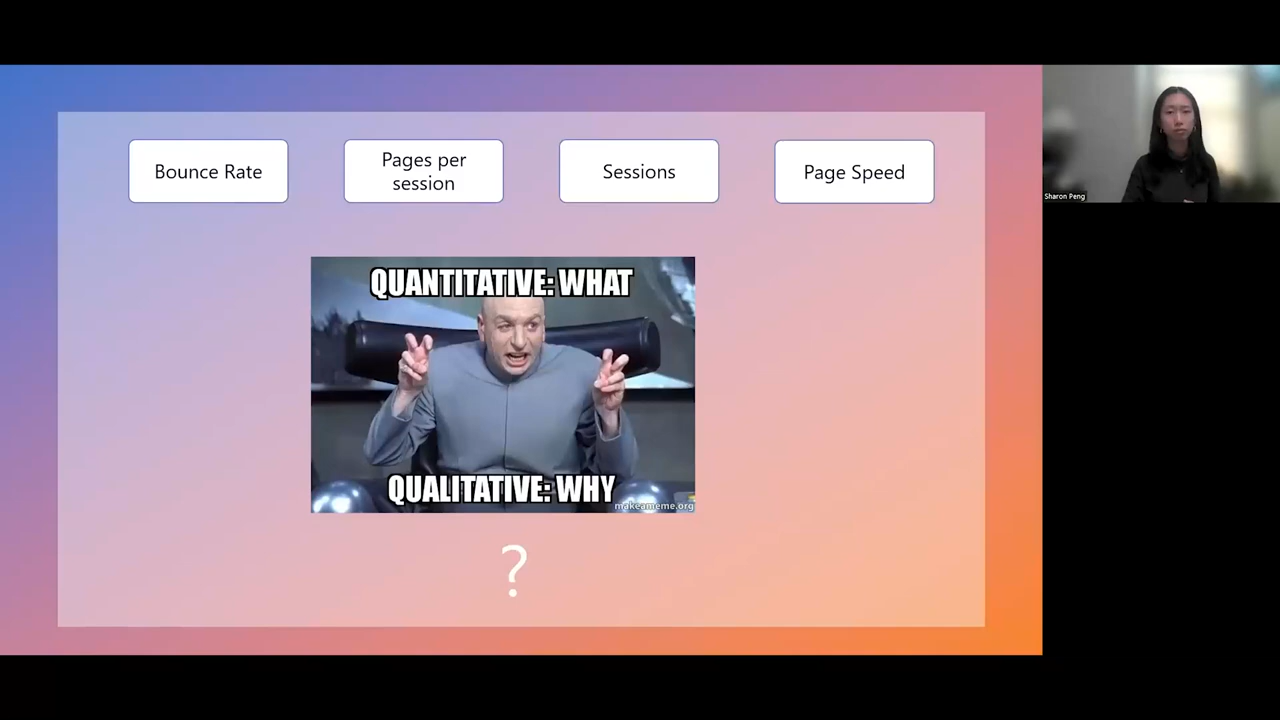 Bounce Rate
Pages per
session
Sessions
Page Speed
QUANTITATIVE: WHAT
QUALITATIVE: WHY
makeameme.org
?
Sharon Peng